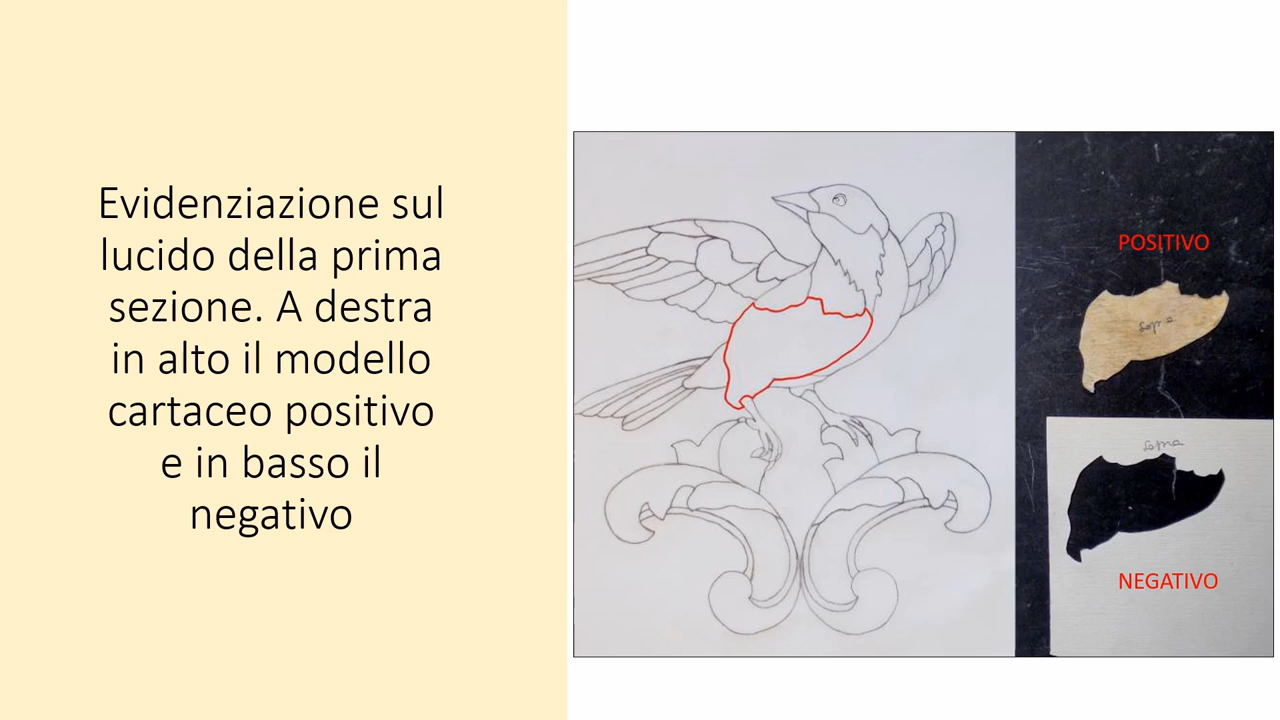 Evidenziazione sul
lucido della prima
sezione. A destra
in alto il modello
cartaceo positivo
e in basso il
negativo
POSITIVO
sopra
NEGATIVO